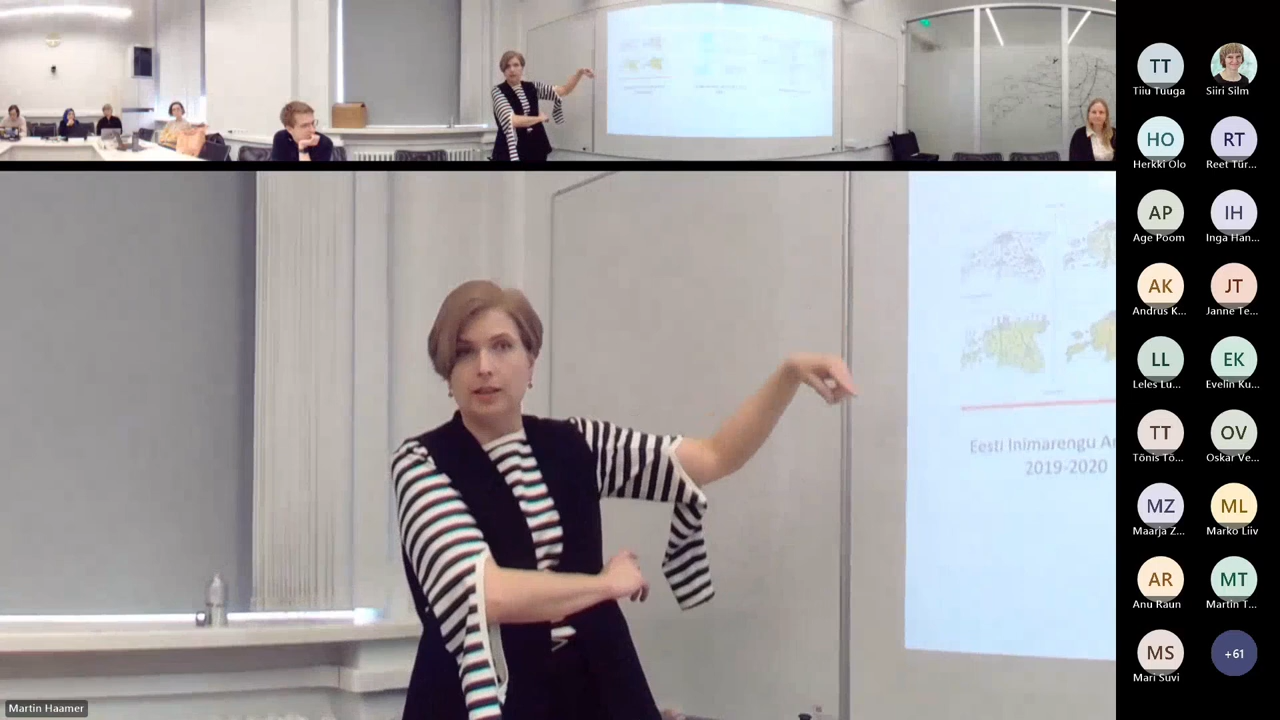 Eesti Inimarengu
2019-2020
Martin Haamer
TT
Tiiu Tuuga
Siiri Silm
HO
Herkki Olo
RT
Reet Tür...
AP
Age Poom
IH
Inga Han...
AK
Andrus K...
JT
Janne Te...
LL
Leles Lu...
EK
Evelin Ku...
TT
Tõnis Tö...
OV
Oskar Ve...
MZ
Maarja Z...
ML
Marko Liiv
AR
Anu Raun
MT
Martin T...
MS
Mari Suvi
+61